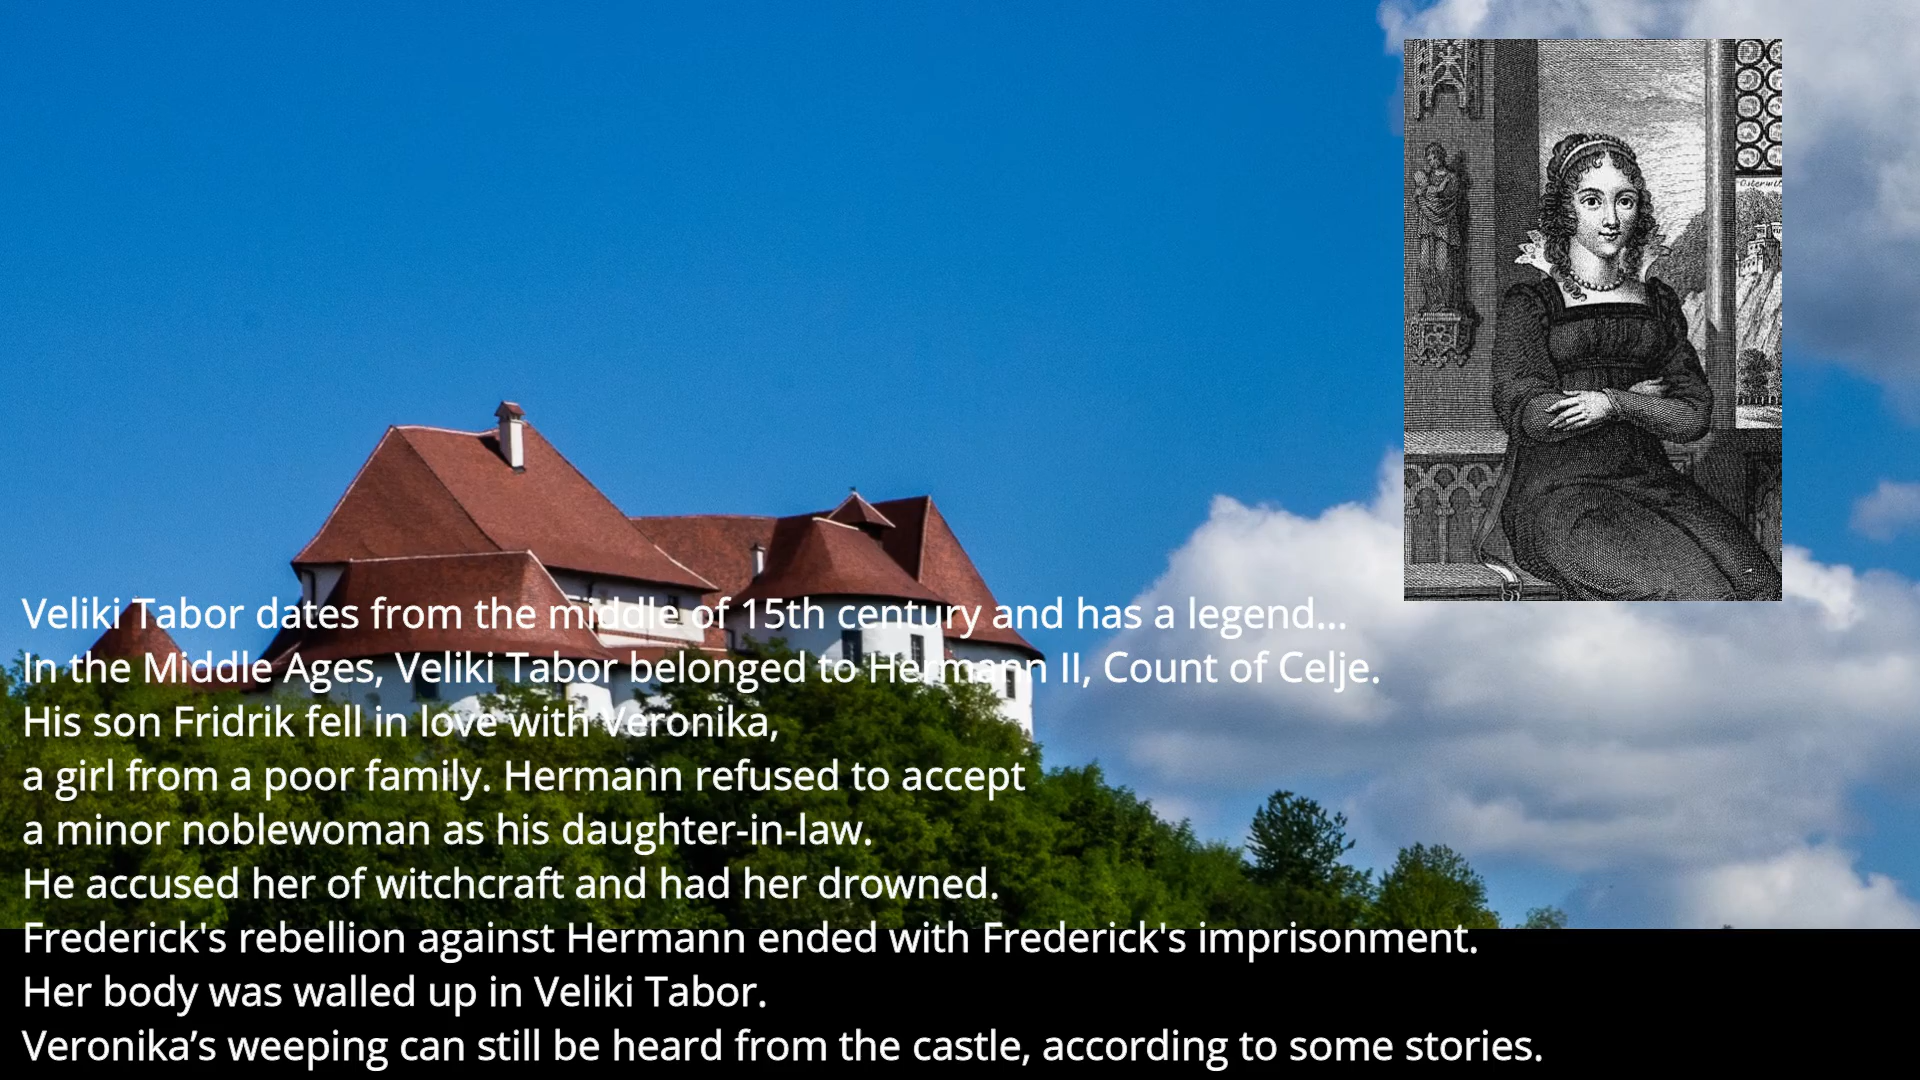 Veliki Tabor dates from the middle of 15th century and has a legend...
In the Middle Ages, Veliki Tabor belonged to Hermann II, Count of Celje.
His son Fridrik fell in love with Veronika,
a girl from a poor family. Hermann refused to accept
a minor noblewoman as his daughter-in-law.
He accused her of witchcraft and had her drowned.
Frederick's rebellion against Hermann ended with Frederick's imprisonment.
Her body was walled up in Veliki Tabor.
Veronika’s weeping can still be heard from the castle, according to some stories.